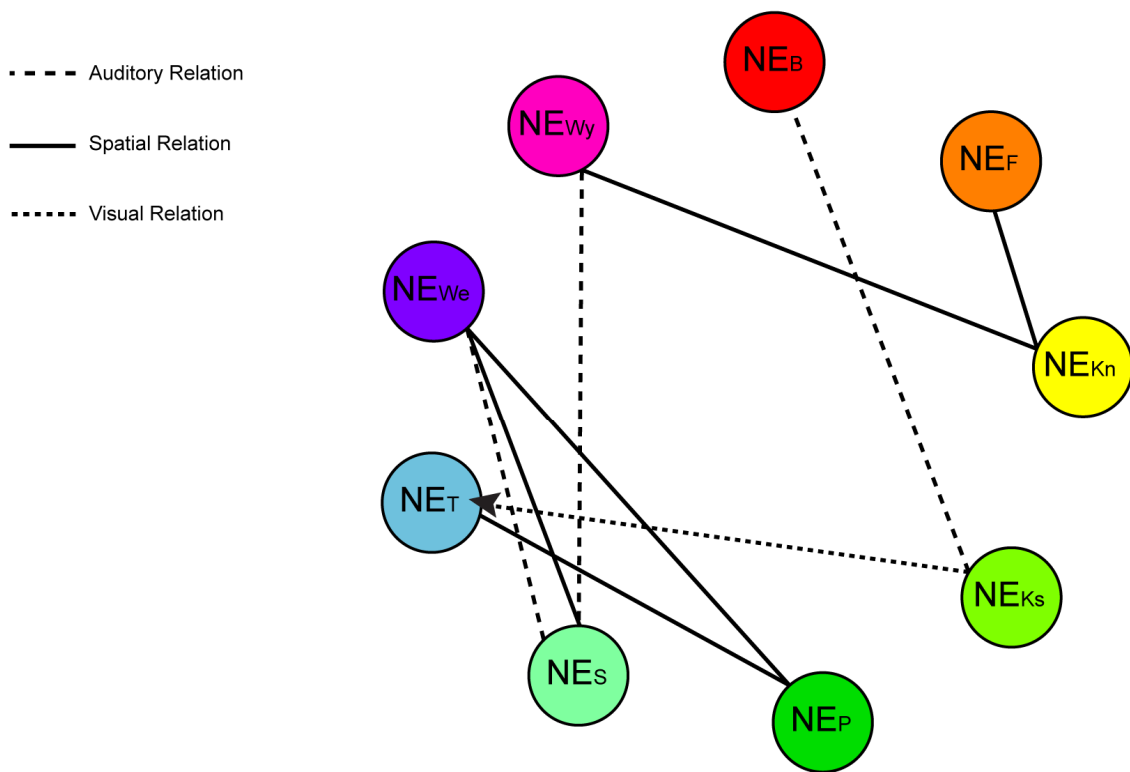 Auditory Relation
Spatial Relation
Visual Relation
NEB
NEWy
NEF
NEWe
NEKn
NET
NEKs
NES
NEP